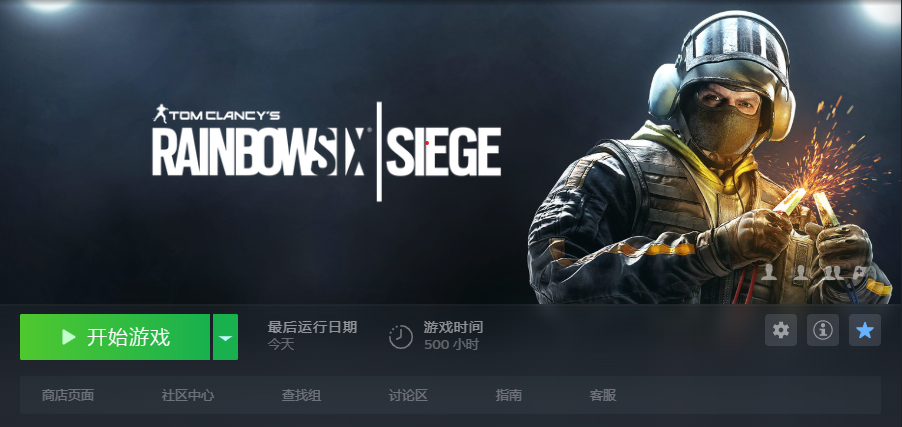 TOM CLANCY'S
RAINBOWSIX® | SIEGE
开始游戏
最后运行日期
今天
游戏时间
500 小时
商店页面 社区中心 查找组 讨论区 指南 客服